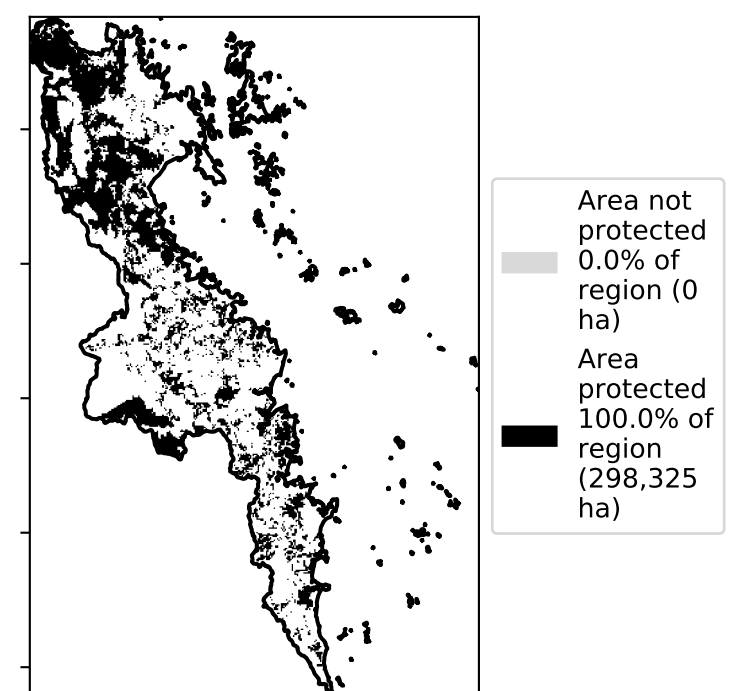 Area not
protected
0.0% of
region (0
ha)
Area
protected
100.0% of
region
(298,325
ha)